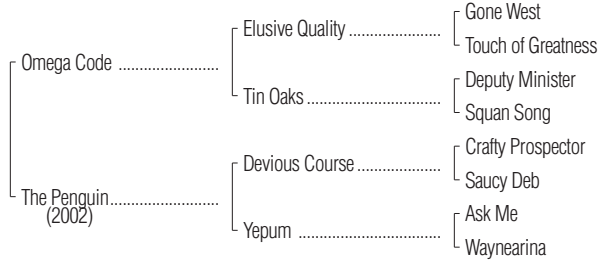 Gone West
Elusive Quality ........................
Touch of Greatness
Omega Code ..........................
Deputy Minister
Tin Oaks ...................................
Squan Song
Crafty Prospector
Devious Course ......................
Saucy Deb
The Penguin............................
(2002)
Ask Me
Yepum .....................................
Waynearina